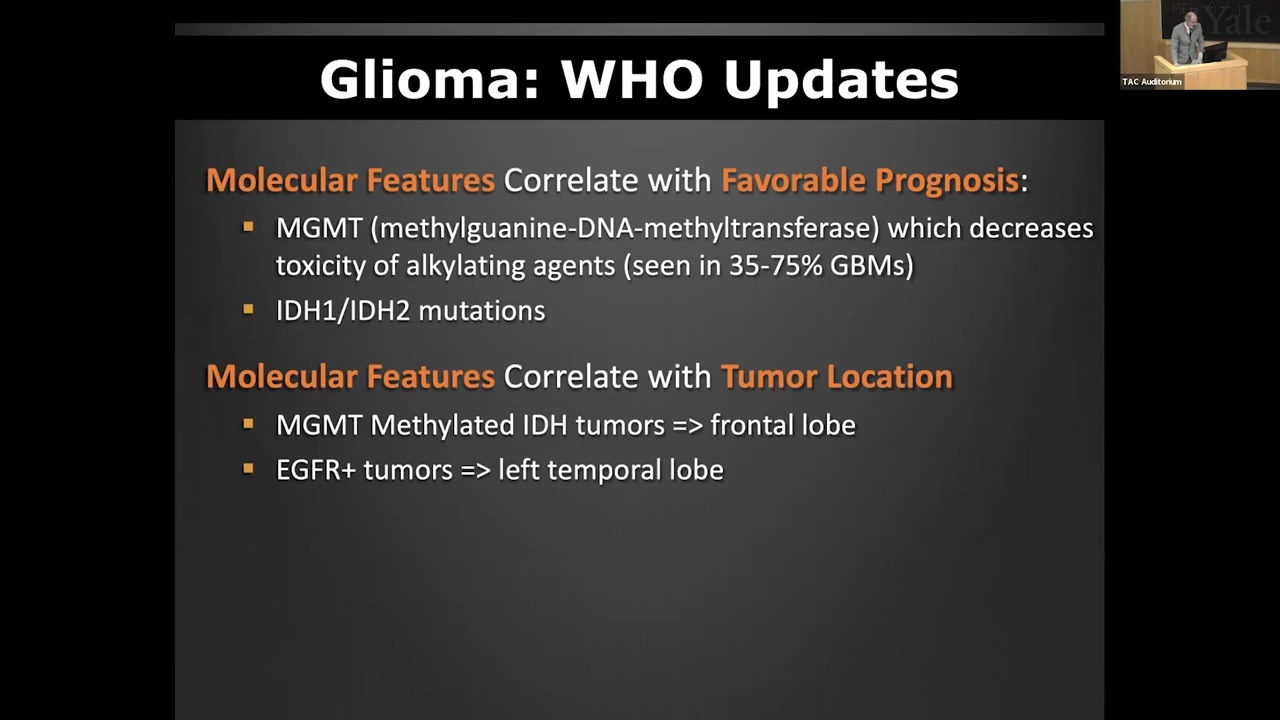 Glioma: WHO Updates
Yale
TAC Auditorium
Molecular Features Correlate with Favorable Prognosis:
▪ MGMT (methylguanine-DNA-methyltransferase) which decreases
toxicity of alkylating agents (seen in 35-75% GBMs)
▪ IDH1/IDH2 mutations
Molecular Features Correlate with Tumor Location
▪ MGMT Methylated IDH tumors => frontal lobe
▪ EGFR+ tumors => left temporal lobe